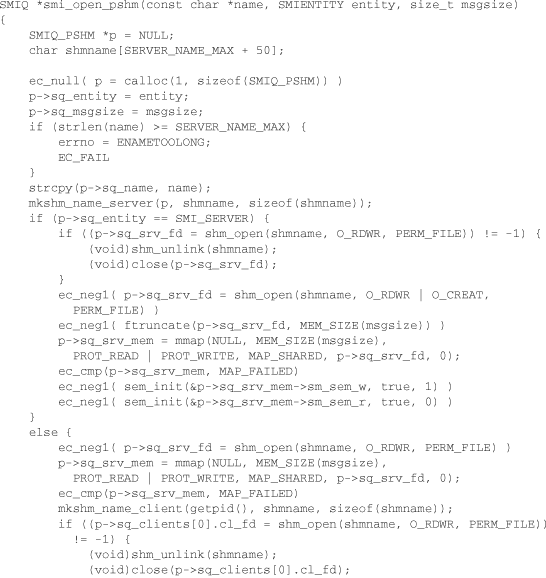 SMIQ *smi_open_pshm(const char *name, SMIENTITY entity, size_t msgsize)
{
    SMIQ_PSHM *p = NULL;
    char shmname[SERVER_NAME_MAX + 50];

    ec_null( p = calloc(1, sizeof(SMIQ_PSHM)) )
    p->sq_entity = entity;
    p->sq_msgsize = msgsize;
    if (strlen(name) >= SERVER_NAME_MAX) {
        errno = ENAMETOOLONG;
        EC_FAIL
    }
    strcpy(p->sq_name, name);
    mkshm_name_server(p, shmname, sizeof(shmname));
    if (p->sq_entity == SMI_SERVER) {
        if ((p->sq_srv_fd = shm_open(shmname, O_RDWR, PERM_FILE)) != -1) {
            (void)shm_unlink(shmname);
            (void)close(p->sq_srv_fd);
        }
        ec_neg1( p->sq_srv_fd = shm_open(shmname, O_RDWR | O_CREAT,
          PERM_FILE) )
        ec_neg1( ftruncate(p->sq_srv_fd, MEM_SIZE(msgsize)) )
        p->sq_srv_mem = mmap(NULL, MEM_SIZE(msgsize),
          PROT_READ | PROT_WRITE, MAP_SHARED, p->sq_srv_fd, 0);
        ec_cmp(p->sq_srv_mem, MAP_FAILED)
        ec_neg1( sem_init(&p->sq_srv_mem->sm_sem_w, true, 1) )
        ec_neg1( sem_init(&p->sq_srv_mem->sm_sem_r, true, 0) )
    }
    else {
        ec_neg1( p->sq_srv_fd = shm_open(shmname, O_RDWR, PERM_FILE) )
        p->sq_srv_mem = mmap(NULL, MEM_SIZE(msgsize),
          PROT_READ | PROT_WRITE, MAP_SHARED, p->sq_srv_fd, 0);
        ec_cmp(p->sq_srv_mem, MAP_FAILED)
        mkshm_name_client(getpid(), shmname, sizeof(shmname));
        if ((p->sq_clients[0].cl_fd = shm_open(shmname, O_RDWR, PERM_FILE))
          != -1) {
            (void)shm_unlink(shmname);
            (void)close(p->sq_clients[0].cl_fd);